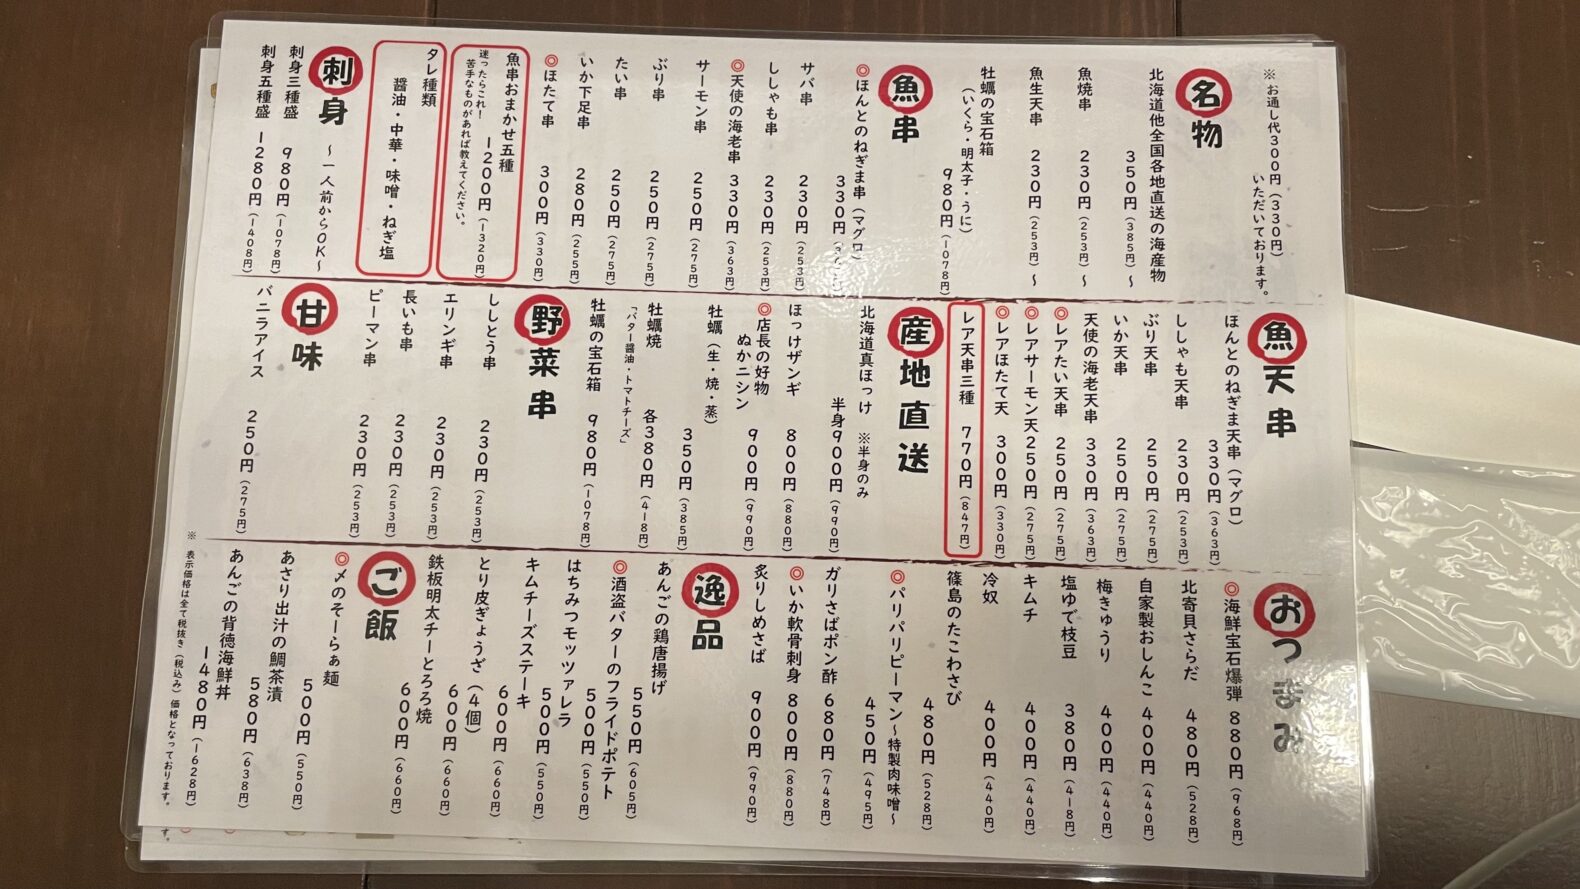 ※お通し代300円(330円)
いただいております。
名物
北海道他全国各地直送の海産物
350円(385円)〜
魚焼串 230円(253円)〜
魚生天串 230円(253円)〜
牡蠣の宝石箱
(いくら・明太子・うに)
980円(1078円)
魚串
◎ほんとのねぎま串(マグロ)
330円
サバ串 230円(253円)
ししゃも串 230円(253円)
◎天使の海老串 330円(363円)
サーモン串 250円(275円)
ぶり串 250円(275円)
たい串 250円(275円)
いか下足串 280円(255円)
◎ほたて串 300円(330円)
魚串おまかせ五種
1200円(1320円)
迷ったらこれ!
苦手なものがあれば教えてください。
タレ種類
醤油・中華・味噌・ねぎ塩
刺身 〜一人前からOK〜
刺身三種盛 980円(1078円)
刺身五種盛 1280円(1408円)
魚天串
ほんとのねぎま天串(マグロ)
330円(363円)
ししゃも天串 230円(253円)
ぶり天串 250円(275円)
いか天串 250円(275円)
天使の海老天串 330円(363円)
◎レアたい天串 250円(275円)
◎レアサーモン天 250円(275円)
◎レアほたて天 300円(330円)
レア天串三種 770円(847円)
産地直送
北海道真ほっけ ※半身のみ
半身900円(990円)
ほっけザンギ 800円(880円)
◎店長の好物
ぬかニシン 900円(990円)
牡蠣(生・焼・蒸)
350円(385円)
牡蠣焼 各380円(418円)
「バター醤油・トマトチーズ」
牡蠣の宝石箱 980円(1078円)
野菜串
ししとう串 230円(253円)
エリンギ串 230円(253円)
長いも串 230円(253円)
ピーマン串 230円(253円)
甘味
バニラアイス 250円(275円)
おつまみ
◎海鮮宝石爆弾 880円(968円)
北寄貝さらだ 480円(528円)
自家製おしんこ 400円(440円)
梅きゅうり 400円(440円)
塩ゆで枝豆 380円(418円)
キムチ 400円(440円)
冷奴 400円(440円)
篠島のたこわさび
480円(528円)
◎パリパリピーマン〜特製肉味噌〜
450円(495円)
ガリさばポン酢 680円(748円)
◎いか軟骨刺身 800円(880円)
炙りしめさば 900円(990円)
逸品
あんごの鶏唐揚げ
550円(605円)
◎酒盗バターのフライドポテト
500円(550円)
はちみつモッツァレラ
500円(550円)
キムチーズステーキ
600円(660円)
とり皮ぎょうざ(4個)
600円(660円)
鉄板明太チーとろろ焼
600円(660円)
ご飯
◎〆のそーらぁ麺
500円(550円)
あさり出汁の鯛茶漬
580円(638円)
あんごの背徳海鮮丼
1480円(1628円)
※ 表示価格は全て税抜き(税込み)価格となっております。
す。